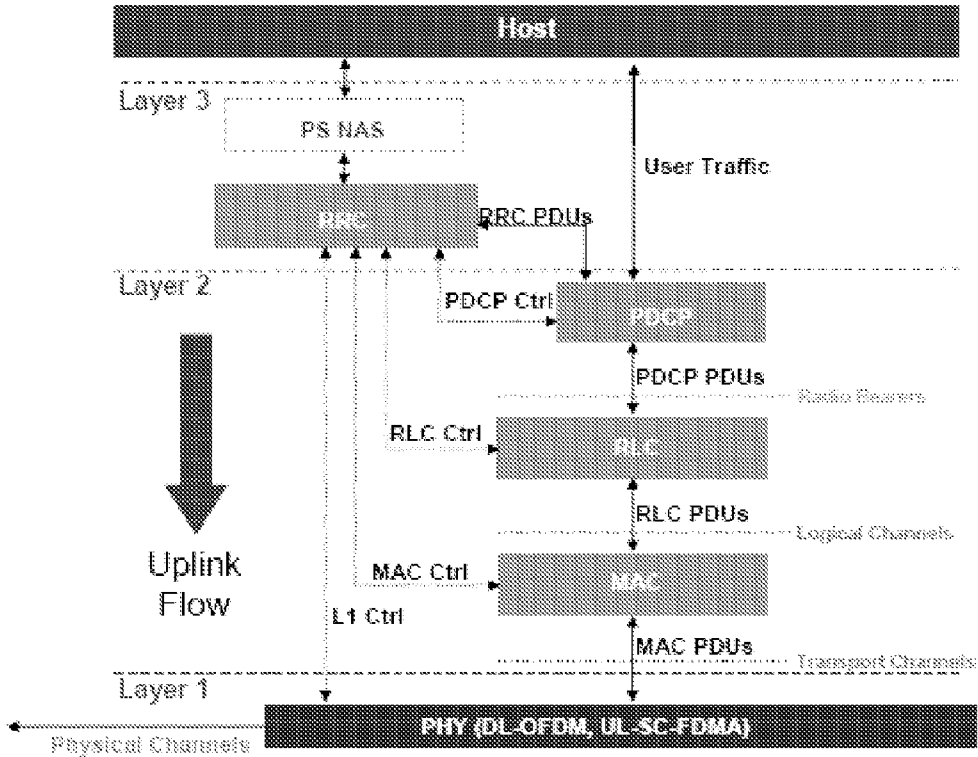 Host
Layer 3
PS NAS
User Traffic
RRC
RRC PDUs
Layer 2
PDCP Ctrl
PDCP
PDCP PDUs
Radio Bearers
RLC Ctrl
RLC
RLC PDUs
Logical Channels
Uplink
Flow
MAC Ctrl
MAC
L1 Ctrl
MAC PDUs
Transport Channels
Layer 1
PHY (DL-OFDM, UL-SC-FDMA)
Physical Channels